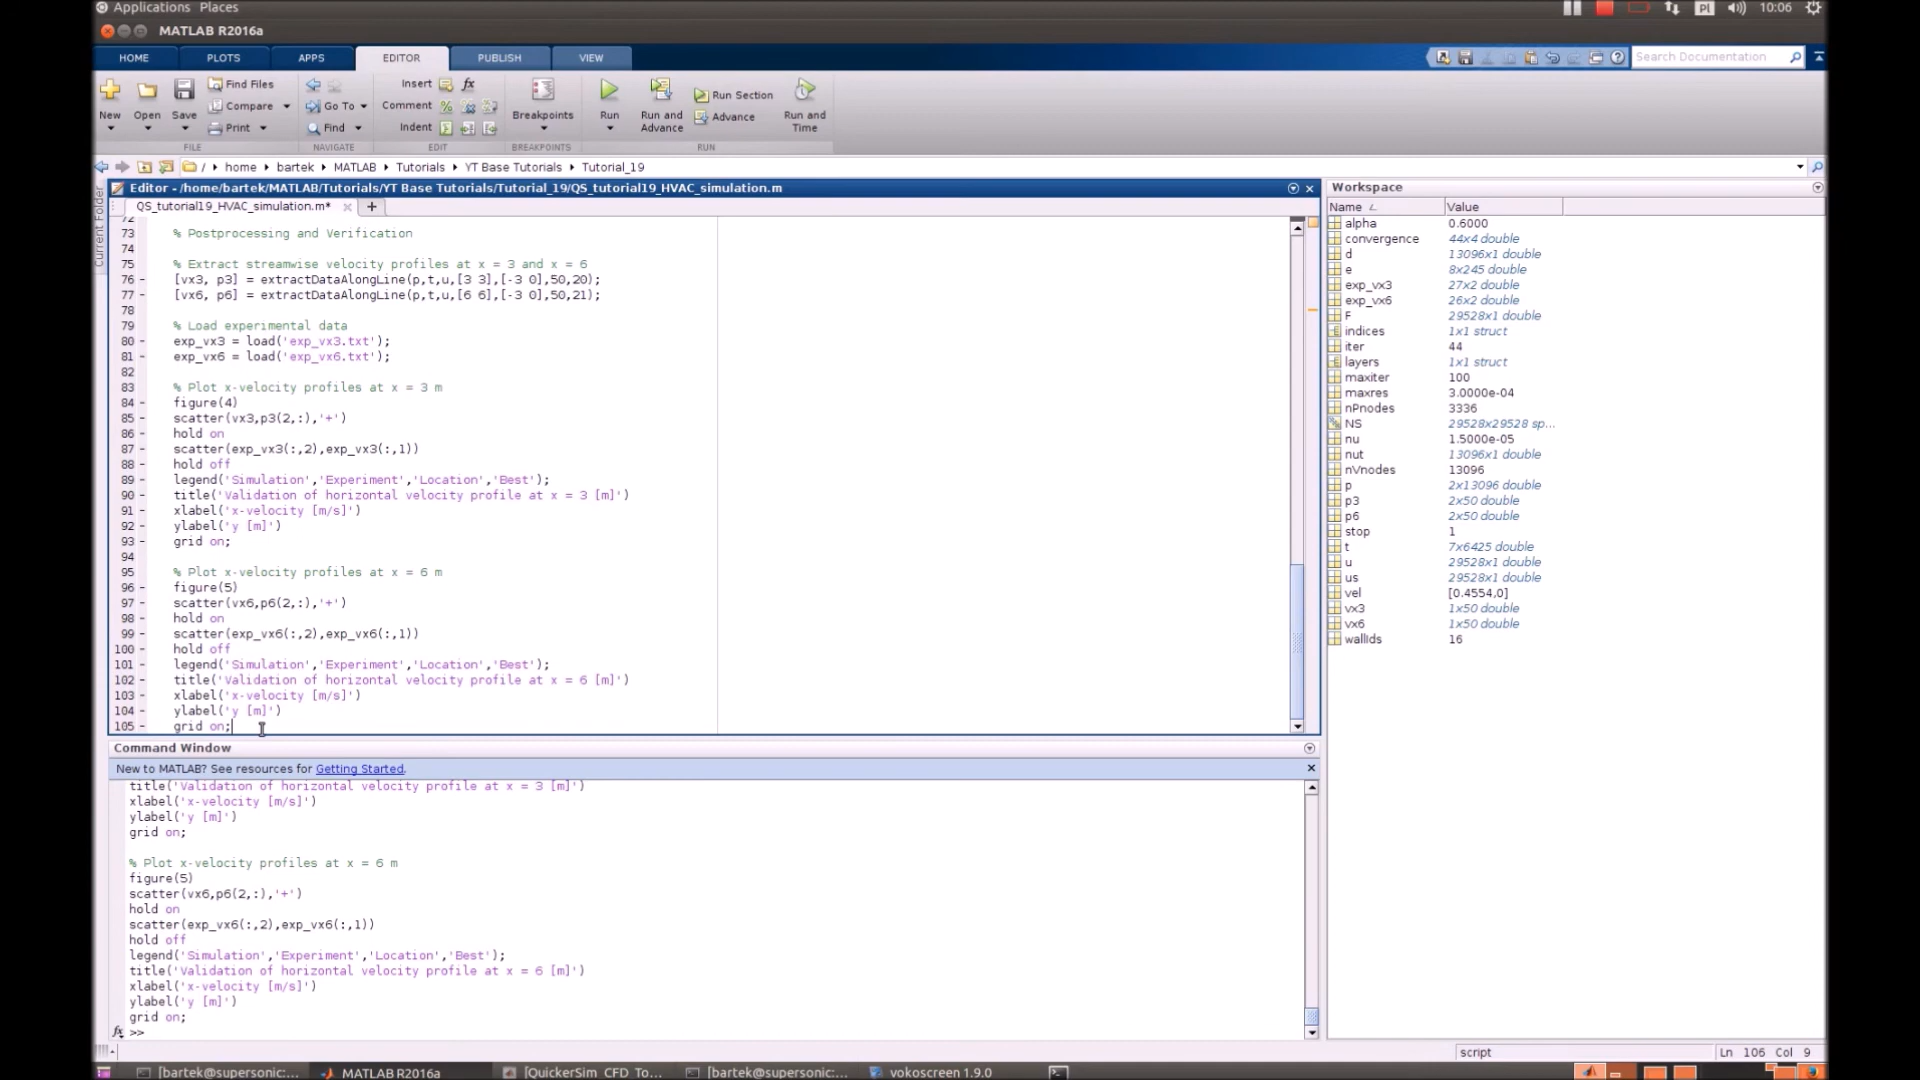 Applications Places
Pl 10:06
MATLAB R2016a
HOME PLOTS APPS EDITOR PUBLISH VIEW
Search Documentation
New Open Save Find Files Compare Print
Go To Find
Insert fx
Comment
Indent
Breakpoints Run Run and Advance Run Section Advance Run and Time
FILE NAVIGATE EDIT BREAKPOINTS RUN
/ home bartek MATLAB Tutorials YT Base Tutorials Tutorial_19
Current Folder
Editor - /home/bartek/MATLAB/Tutorials/YT Base Tutorials/Tutorial_19/QS_tutorial19_HVAC_simulation.m
QS_tutorial19_HVAC_simulation.m* +
72
73 % Postprocessing and Verification
74
75 % Extract streamwise velocity profiles at x = 3 and x = 6
76 - [vx3, p3] = extractDataAlongLine(p,t,u,[3 3],[-3 0],50,20);
77 - [vx6, p6] = extractDataAlongLine(p,t,u,[6 6],[-3 0],50,21);
78
79 % Load experimental data
80 - exp_vx3 = load('exp_vx3.txt');
81 - exp_vx6 = load('exp_vx6.txt');
82
83 % Plot x-velocity profiles at x = 3 m
84 - figure(4)
85 - scatter(vx3,p3(2,:),'+')
86 - hold on
87 - scatter(exp_vx3(:,2),exp_vx3(:,1))
88 - hold off
89 - legend('Simulation','Experiment','Location','Best');
90 - title('Validation of horizontal velocity profile at x = 3 [m]')
91 - xlabel('x-velocity [m/s]')
92 - ylabel('y [m]')
93 - grid on;
94
95 % Plot x-velocity profiles at x = 6 m
96 - figure(5)
97 - scatter(vx6,p6(2,:),'+')
98 - hold on
99 - scatter(exp_vx6(:,2),exp_vx6(:,1))
100 - hold off
101 - legend('Simulation','Experiment','Location','Best');
102 - title('Validation of horizontal velocity profile at x = 6 [m]')
103 - xlabel('x-velocity [m/s]')
104 - ylabel('y [m]')
105 - grid on;
Command Window
New to MATLAB? See resources for Getting Started.
title('Validation of horizontal velocity profile at x = 3 [m]')
xlabel('x-velocity [m/s]')
ylabel('y [m]')
grid on;
% Plot x-velocity profiles at x = 6 m
figure(5)
scatter(vx6,p6(2,:),'+')
hold on
scatter(exp_vx6(:,2),exp_vx6(:,1))
hold off
legend('Simulation','Experiment','Location','Best');
title('Validation of horizontal velocity profile at x = 6 [m]')
xlabel('x-velocity [m/s]')
ylabel('y [m]')
grid on;
fx >>
Workspace
Name Value
alpha 0.6000
convergence 44x4 double
d 13096x1 double
e 8x245 double
exp_vx3 27x2 double
exp_vx6 26x2 double
F 29528x1 double
indices 1x1 struct
iter 44
layers 1x1 struct
maxiter 100
maxres 3.0000e-04
nPnodes 3336
NS 29528x29528 sp...
nu 1.5000e-05
nut 13096x1 double
nVnodes 13096
p 2x13096 double
p3 2x50 double
p6 2x50 double
stop 1
t 7x6425 double
u 29528x1 double
us 29528x1 double
vel [0.4554,0]
vx3 1x50 double
vx6 1x50 double
wallIds 16
script Ln 106 Col 9
[bartek@supersonic:... MATLAB R2016a [QuickerSim_CFD_To... [bartek@supersonic:... vokoscreen 1.9.0